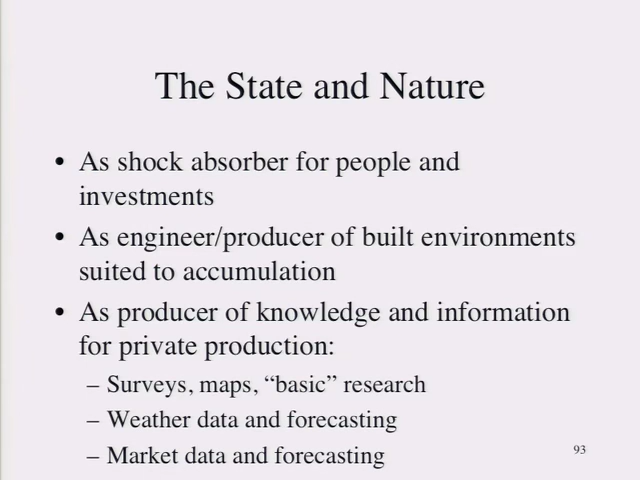 The State and Nature
• As shock absorber for people and
investments
• As engineer/producer of built environments
suited to accumulation
• As producer of knowledge and information
for private production:
– Surveys, maps, “basic” research
– Weather data and forecasting
– Market data and forecasting
93